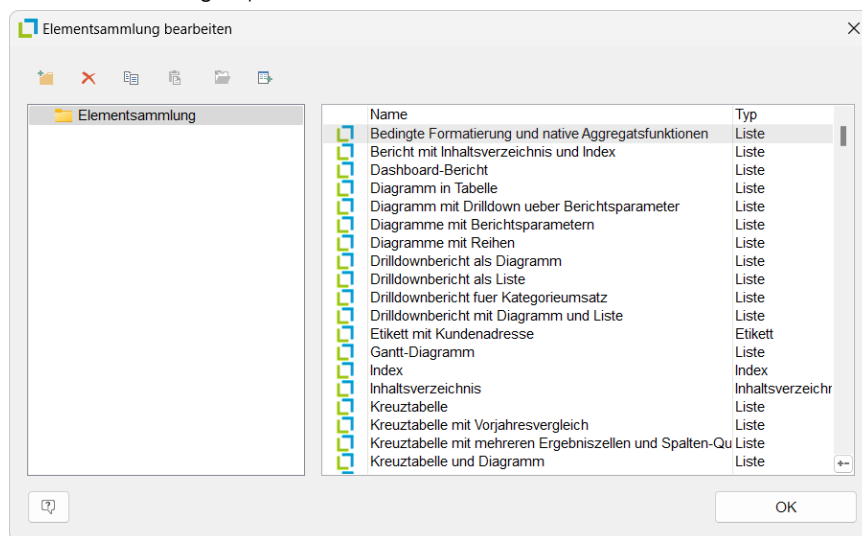 Elementsammlung bearbeiten
Elementsammlung
Name Typ
Bedingte Formatierung und native Aggregatsfunktionen Liste
Bericht mit Inhaltsverzeichnis und Index Liste
Dashboard-Bericht Liste
Diagramm in Tabelle Liste
Diagramm mit Drilldown ueber Berichtsparameter Liste
Diagramme mit Berichtsparametern Liste
Diagramme mit Reihen Liste
Drilldownbericht als Diagramm Liste
Drilldownbericht als Liste Liste
Drilldownbericht fuer Kategorieumsatz Liste
Drilldownbericht mit Diagramm und Liste Liste
Etikett mit Kundenadresse Etikett
Gantt-Diagramm Liste
Index Index
Inhaltsverzeichnis Inhaltsverzeichr
Kreuztabelle Liste
Kreuztabelle mit Vorjahresvergleich Liste
Kreuztabelle mit mehreren Ergebniszellen und Spalten-Qu Liste
Kreuztabelle und Diagramm Liste
OK